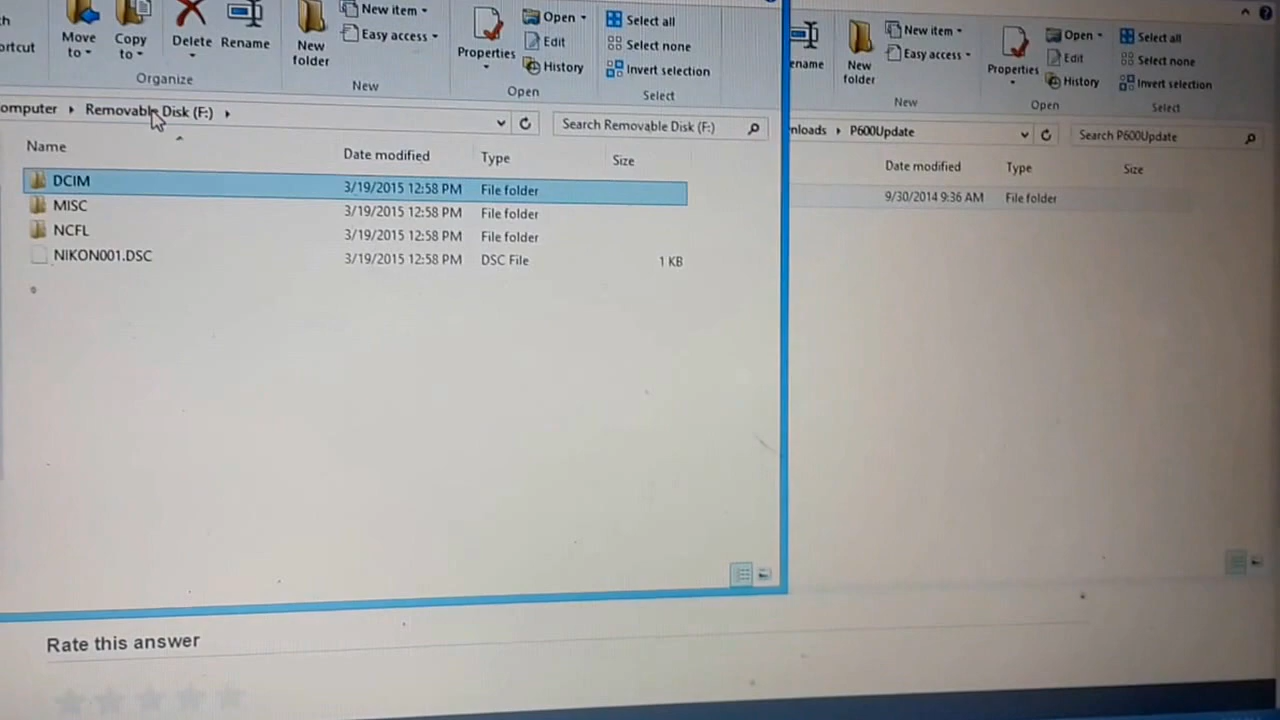 Move to
Copy to
Delete
Rename
New folder
New item
Easy access
Properties
Open
Edit
History
Select all
Select none
Invert selection
Organize
New
Open
Select
Removable Disk (F:)
Search Removable Disk (F:)
Name Date modified Type Size
DCIM 3/19/2015 12:58 PM File folder
MISC 3/19/2015 12:58 PM File folder
NCFL 3/19/2015 12:58 PM File folder
NIKON001.DSC 3/19/2015 12:58 PM DSC File 1 KB
New folder
New item
Easy access
Properties
Open
Edit
History
Select all
Select none
Invert selection
New
Open
Select
P600Update
Search P600Update
Date modified Type Size
9/30/2014 9:36 AM File folder
Rate this answer